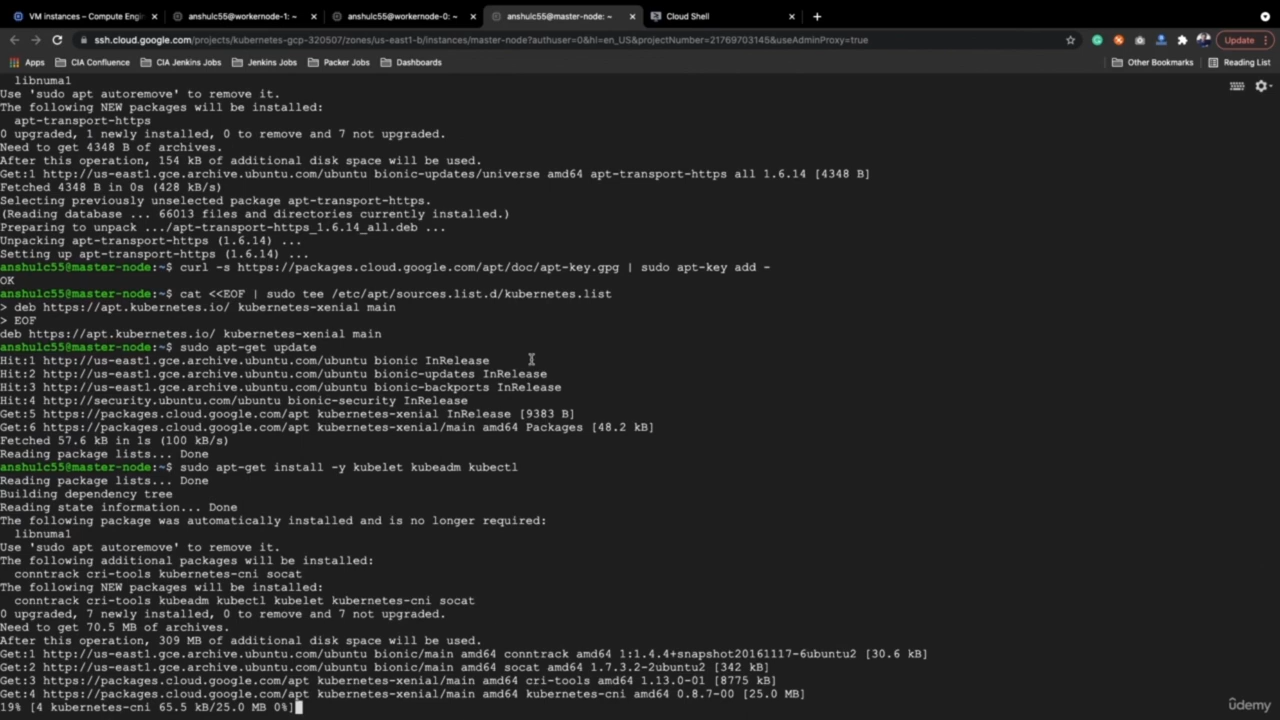 VM instances – Compute Engin
anshulc55@workernode-1: ~
anshulc55@workernode-0: ~
anshulc55@master-node: ~
Cloud Shell
ssh.cloud.google.com/projects/kubernetes-gcp-320507/zones/us-east1-b/instances/master-node?authuser=0&hl=en_US&projectNumber=21769703145&useAdminProxy=true
Update
Apps CIA Confluence CIA Jenkins Jobs Jenkins Jobs Packer Jobs Dashboards Other Bookmarks Reading List
libnuma1
Use 'sudo apt autoremove' to remove it.
The following NEW packages will be installed:
apt-transport-https
0 upgraded, 1 newly installed, 0 to remove and 7 not upgraded.
Need to get 4348 B of archives.
After this operation, 154 kB of additional disk space will be used.
Get:1 http://us-east1.gce.archive.ubuntu.com/ubuntu bionic-updates/universe amd64 apt-transport-https all 1.6.14 [4348 B]
Fetched 4348 B in 0s (428 kB/s)
Selecting previously unselected package apt-transport-https.
(Reading database ... 66013 files and directories currently installed.)
Preparing to unpack .../apt-transport-https_1.6.14_all.deb ...
Unpacking apt-transport-https (1.6.14) ...
Setting up apt-transport-https (1.6.14) ...
anshulc55@master-node:~$ curl -s https://packages.cloud.google.com/apt/doc/apt-key.gpg | sudo apt-key add -
OK
anshulc55@master-node:~$ cat <<EOF | sudo tee /etc/apt/sources.list.d/kubernetes.list
> deb https://apt.kubernetes.io/ kubernetes-xenial main
> EOF
deb https://apt.kubernetes.io/ kubernetes-xenial main
anshulc55@master-node:~$ sudo apt-get update
Hit:1 http://us-east1.gce.archive.ubuntu.com/ubuntu bionic InRelease
Hit:2 http://us-east1.gce.archive.ubuntu.com/ubuntu bionic-updates InRelease
Hit:3 http://us-east1.gce.archive.ubuntu.com/ubuntu bionic-backports InRelease
Hit:4 http://security.ubuntu.com/ubuntu bionic-security InRelease
Get:5 https://packages.cloud.google.com/apt kubernetes-xenial InRelease [9383 B]
Get:6 https://packages.cloud.google.com/apt kubernetes-xenial/main amd64 Packages [48.2 kB]
Fetched 57.6 kB in 1s (100 kB/s)
Reading package lists... Done
anshulc55@master-node:~$ sudo apt-get install -y kubelet kubeadm kubectl
Reading package lists... Done
Building dependency tree
Reading state information... Done
The following package was automatically installed and is no longer required:
libnuma1
Use 'sudo apt autoremove' to remove it.
The following additional packages will be installed:
conntrack cri-tools kubernetes-cni socat
The following NEW packages will be installed:
conntrack cri-tools kubeadm kubectl kubelet kubernetes-cni socat
0 upgraded, 7 newly installed, 0 to remove and 7 not upgraded.
Need to get 70.5 MB of archives.
After this operation, 309 MB of additional disk space will be used.
Get:1 http://us-east1.gce.archive.ubuntu.com/ubuntu bionic/main amd64 conntrack amd64 1:1.4.4+snapshot20161117-6ubuntu2 [30.6 kB]
Get:2 http://us-east1.gce.archive.ubuntu.com/ubuntu bionic/main amd64 socat amd64 1.7.3.2-2ubuntu2 [342 kB]
Get:3 https://packages.cloud.google.com/apt kubernetes-xenial/main amd64 cri-tools amd64 1.13.0-01 [8775 kB]
Get:4 https://packages.cloud.google.com/apt kubernetes-xenial/main amd64 kubernetes-cni amd64 0.8.7-00 [25.0 MB]
19% [4 kubernetes-cni 65.5 kB/25.0 MB 0%]
ûdemy